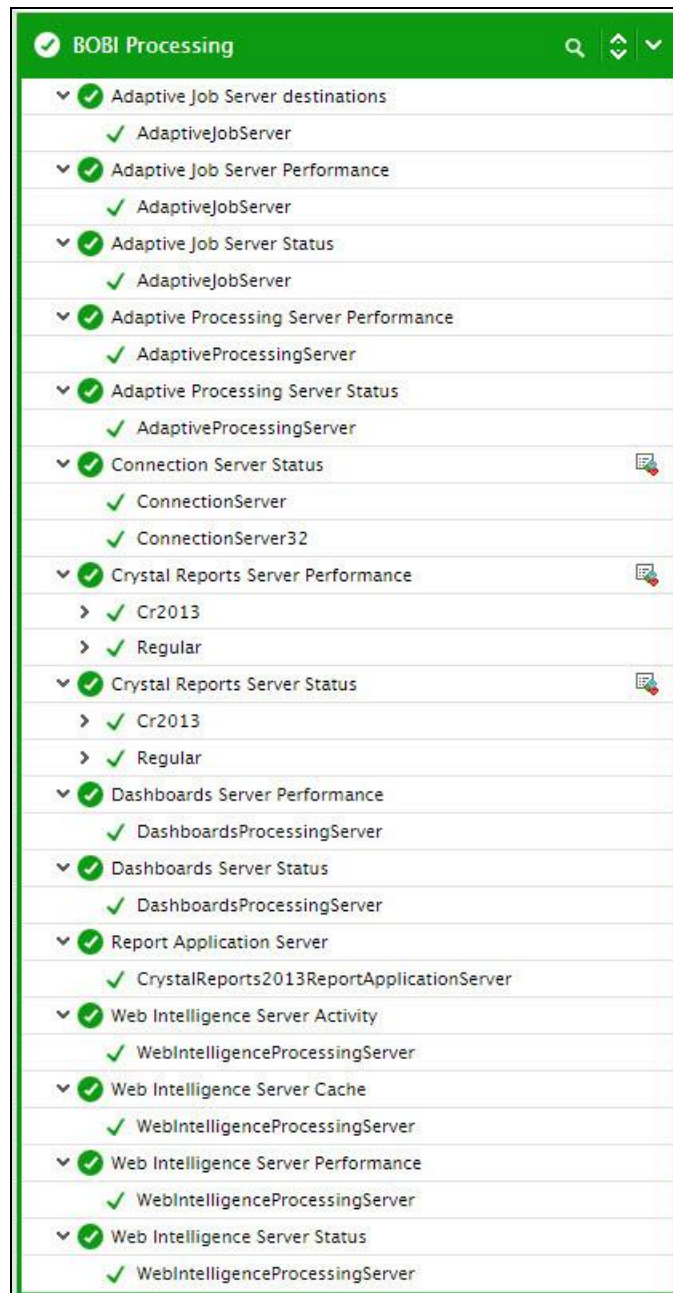 BOBI Processing
Adaptive Job Server destinations
AdaptiveJobServer
Adaptive Job Server Performance
AdaptiveJobServer
Adaptive Job Server Status
AdaptiveJobServer
Adaptive Processing Server Performance
AdaptiveProcessingServer
Adaptive Processing Server Status
AdaptiveProcessingServer
Connection Server Status
ConnectionServer
ConnectionServer32
Crystal Reports Server Performance
Cr2013
Regular
Crystal Reports Server Status
Cr2013
Regular
Dashboards Server Performance
DashboardsProcessingServer
Dashboards Server Status
DashboardsProcessingServer
Report Application Server
CrystalReports2013ReportApplicationServer
Web Intelligence Server Activity
WebIntelligenceProcessingServer
Web Intelligence Server Cache
WebIntelligenceProcessingServer
Web Intelligence Server Performance
WebIntelligenceProcessingServer
Web Intelligence Server Status
WebIntelligenceProcessingServer